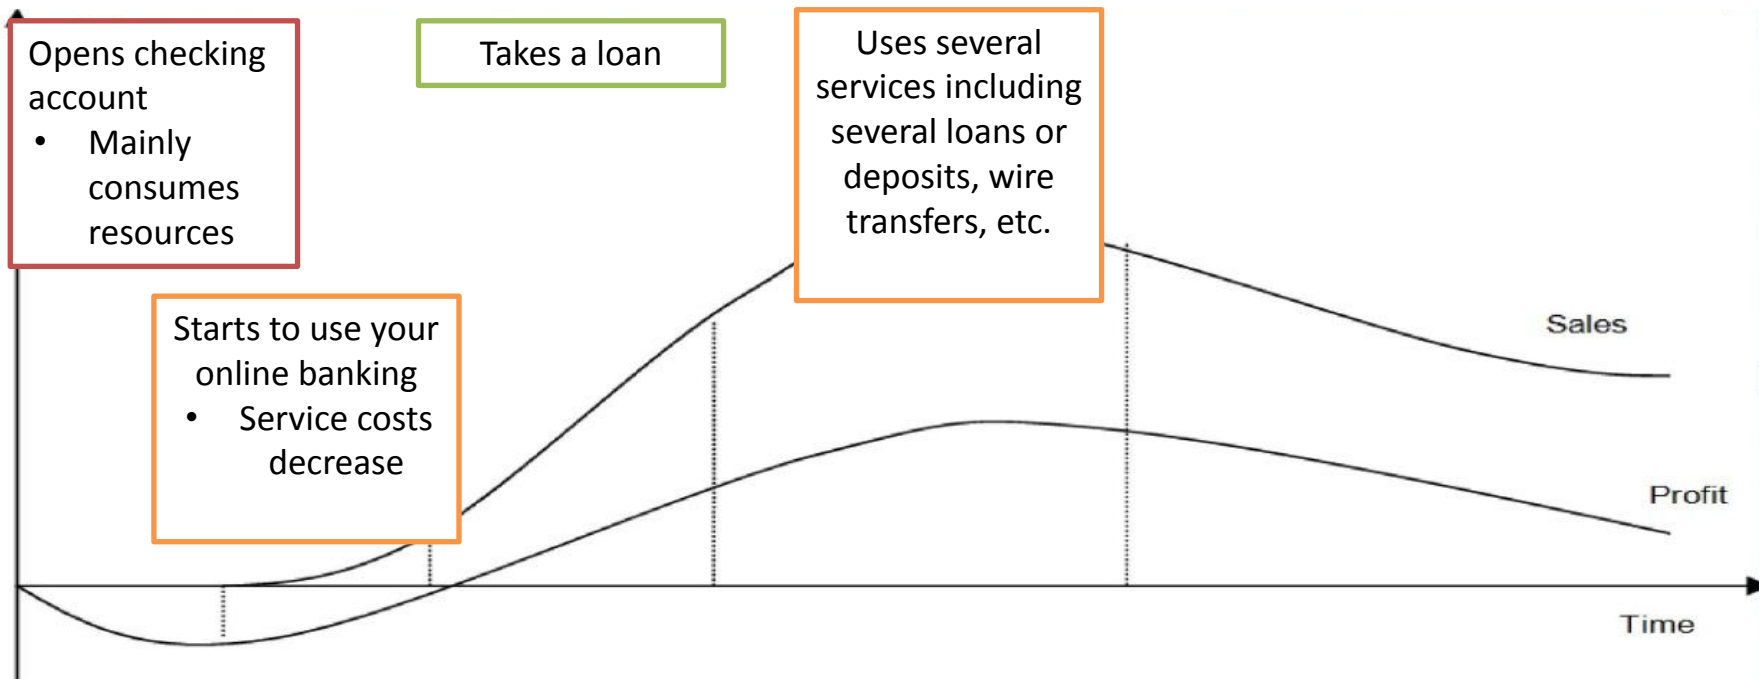 Opens checking
account
• Mainly
consumes
resources
Takes a loan
Uses several
services including
several loans or
deposits, wire
transfers, etc.
Starts to use your
online banking
• Service costs
decrease
Sales
Profit
Time